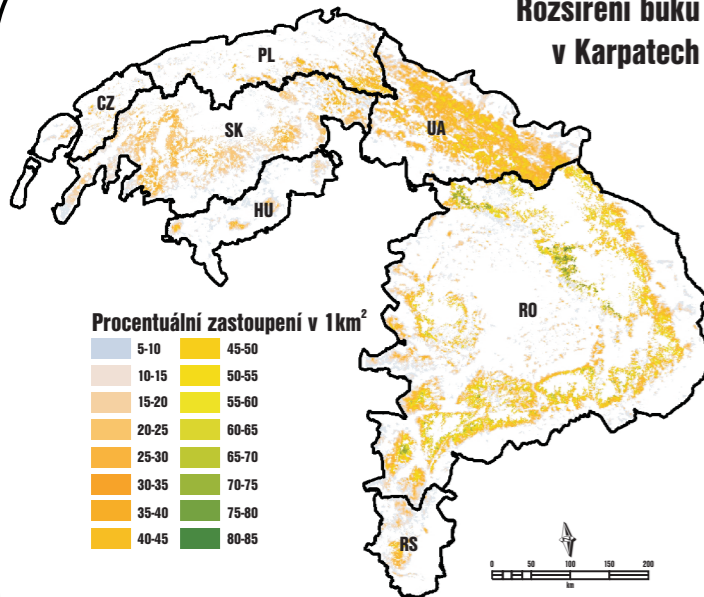 Rozšíření buku
v Karpatech
PL
CZ
SK
UA
HU
RO
RS
Procentuální zastoupení v 1km²
5-10 45-50
10-15 50-55
15-20 55-60
20-25 60-65
25-30 65-70
30-35 70-75
35-40 75-80
40-45 80-85
0 50 100 150 200
km